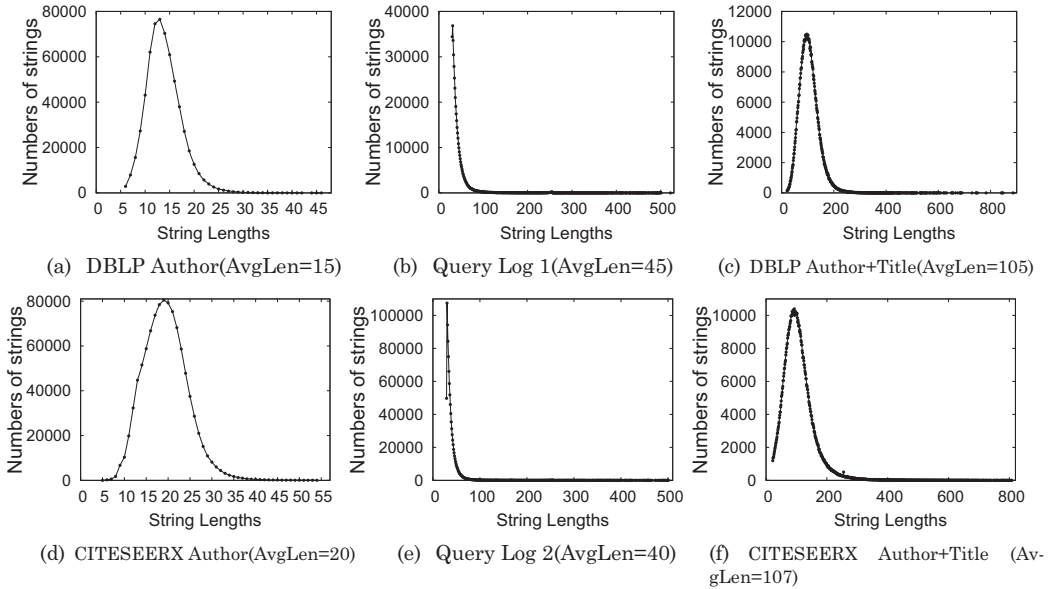 80000
60000
40000
20000
0
0 5 10 15 20 25 30 35 40 45
Numbers of strings
String Lengths
(a) DBLP Author(AvgLen=15)
40000
30000
20000
10000
0
0 100 200 300 400 500
Numbers of strings
String Lengths
(b) Query Log 1(AvgLen=45)
12000
10000
8000
6000
4000
2000
0
0 200 400 600 800
Numbers of strings
String Lengths
(c) DBLP Author+Title(AvgLen=105)
80000
60000
40000
20000
0
0 5 10 15 20 25 30 35 40 45 50 55
Numbers of strings
String Lengths
(d) CITESEERX Author(AvgLen=20)
100000
80000
60000
40000
20000
0
0 100 200 300 400 500
Numbers of strings
String Lengths
(e) Query Log 2(AvgLen=40)
10000
8000
6000
4000
2000
0
0 200 400 600 800
Numbers of strings
String Lengths
(f) CITESEERX Author+Title (Av-
gLen=107)